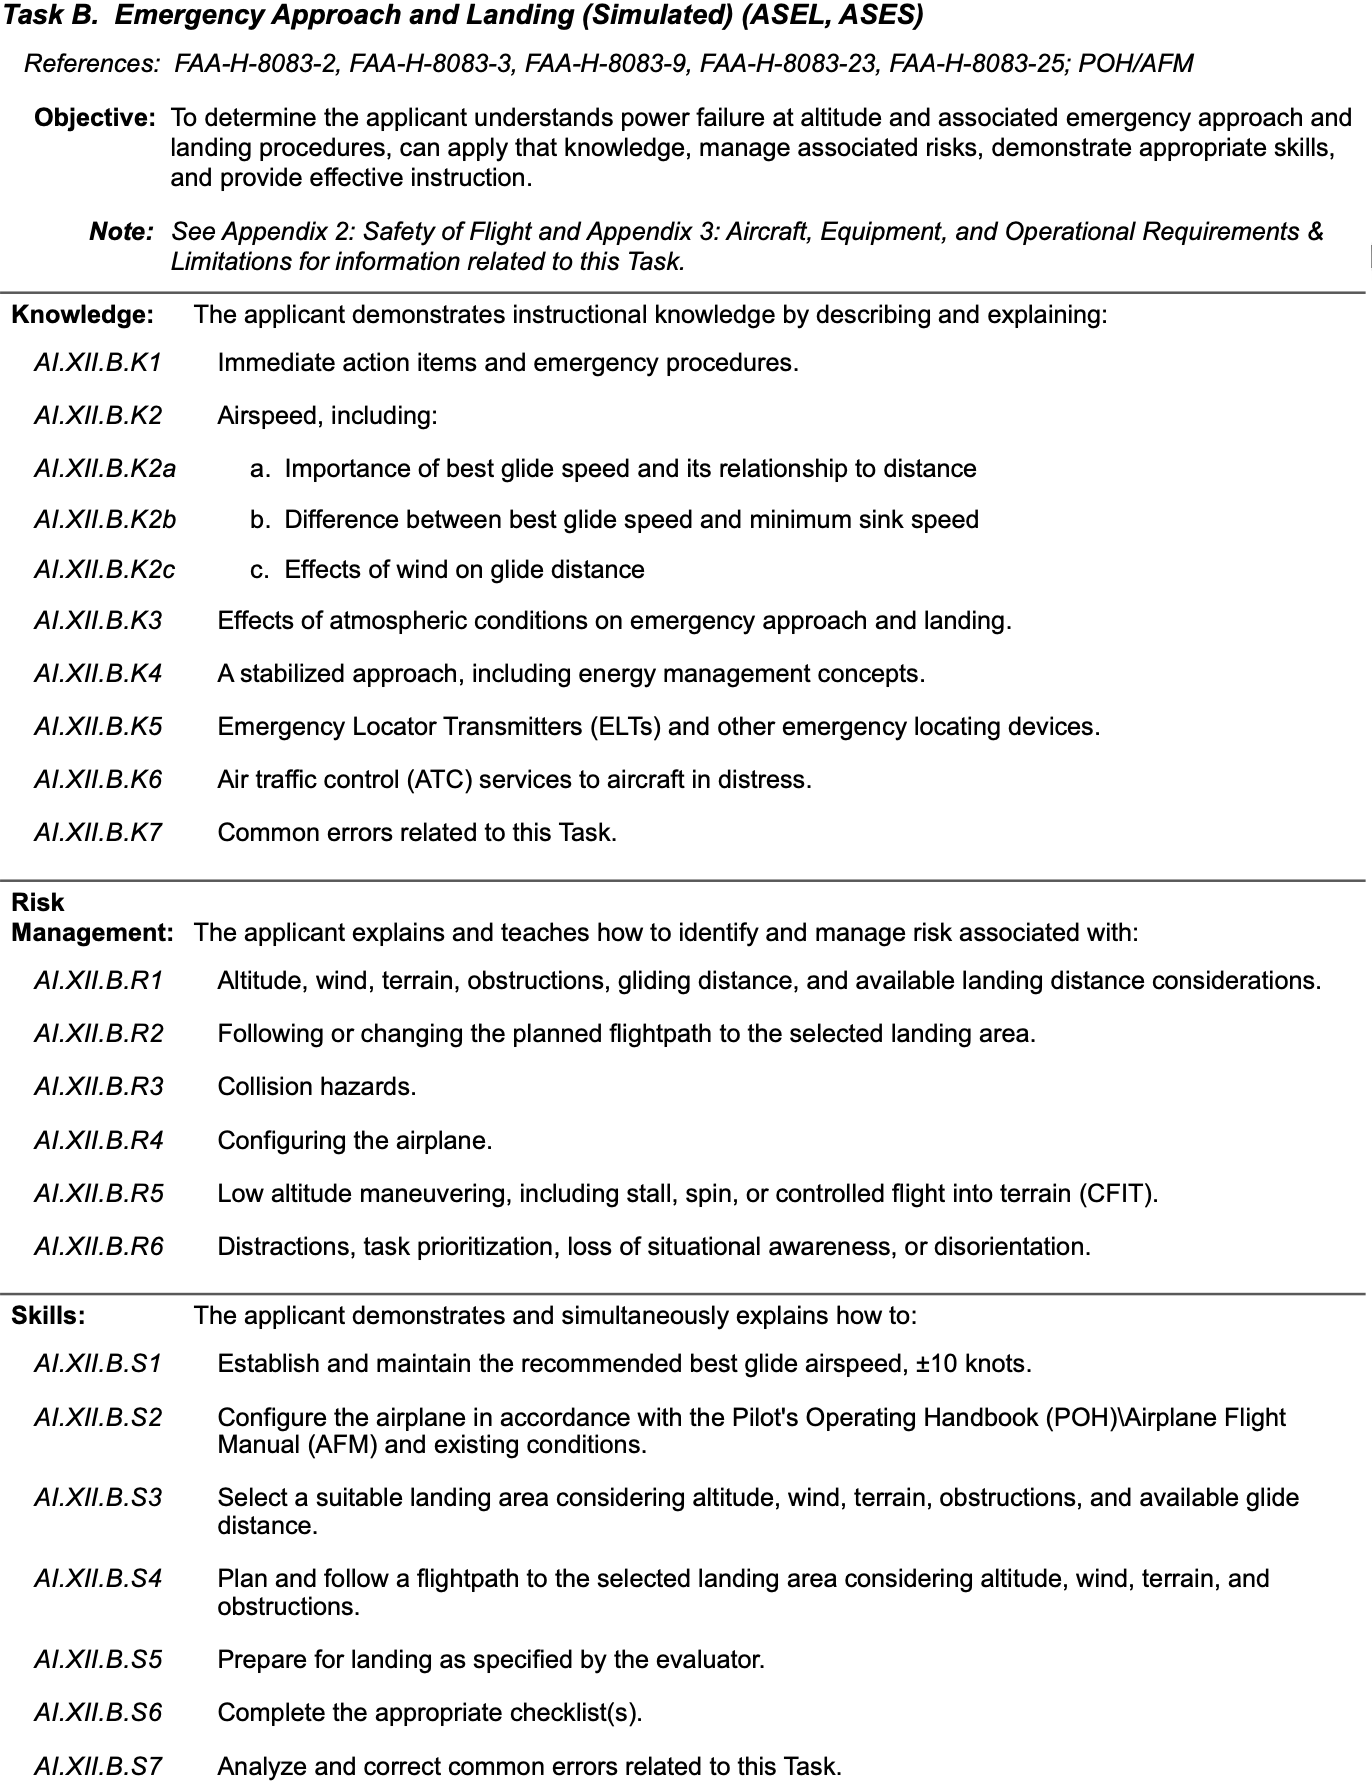 Task B. Emergency Approach and Landing (Simulated) (ASEL, ASES)
References: FAA-H-8083-2, FAA-H-8083-3, FAA-H-8083-9, FAA-H-8083-23, FAA-H-8083-25; POH/AFM
Objective: To determine the applicant understands power failure at altitude and associated emergency approach and
landing procedures, can apply that knowledge, manage associated risks, demonstrate appropriate skills,
and provide effective instruction.
Note: See Appendix 2: Safety of Flight and Appendix 3: Aircraft, Equipment, and Operational Requirements &
Limitations for information related to this Task.
Knowledge: The applicant demonstrates instructional knowledge by describing and explaining:
AI.XII.B.K1 Immediate action items and emergency procedures.
AI.XII.B.K2 Airspeed, including:
AI.XII.B.K2a a. Importance of best glide speed and its relationship to distance
AI.XII.B.K2b b. Difference between best glide speed and minimum sink speed
AI.XII.B.K2c c. Effects of wind on glide distance
AI.XII.B.K3 Effects of atmospheric conditions on emergency approach and landing.
AI.XII.B.K4 A stabilized approach, including energy management concepts.
AI.XII.B.K5 Emergency Locator Transmitters (ELTs) and other emergency locating devices.
AI.XII.B.K6 Air traffic control (ATC) services to aircraft in distress.
AI.XII.B.K7 Common errors related to this Task.
Risk
Management: The applicant explains and teaches how to identify and manage risk associated with:
AI.XII.B.R1 Altitude, wind, terrain, obstructions, gliding distance, and available landing distance considerations.
AI.XII.B.R2 Following or changing the planned flightpath to the selected landing area.
AI.XII.B.R3 Collision hazards.
AI.XII.B.R4 Configuring the airplane.
AI.XII.B.R5 Low altitude maneuvering, including stall, spin, or controlled flight into terrain (CFIT).
AI.XII.B.R6 Distractions, task prioritization, loss of situational awareness, or disorientation.
Skills: The applicant demonstrates and simultaneously explains how to:
AI.XII.B.S1 Establish and maintain the recommended best glide airspeed, ±10 knots.
AI.XII.B.S2 Configure the airplane in accordance with the Pilot's Operating Handbook (POH)\Airplane Flight
Manual (AFM) and existing conditions.
AI.XII.B.S3 Select a suitable landing area considering altitude, wind, terrain, obstructions, and available glide
distance.
AI.XII.B.S4 Plan and follow a flightpath to the selected landing area considering altitude, wind, terrain, and
obstructions.
AI.XII.B.S5 Prepare for landing as specified by the evaluator.
AI.XII.B.S6 Complete the appropriate checklist(s).
AI.XII.B.S7 Analyze and correct common errors related to this Task.